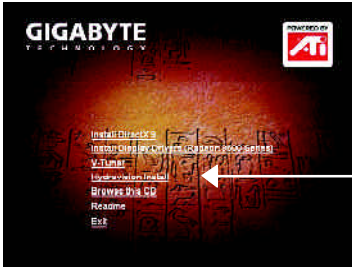 GIGABYTE
TECHNOLOGY
POWERED BY
ATi
Install DirectX 9
Install Display Drivers (Radeon 9600 Series)
V-Tuner
Hydravision Install
Browse this CD
Readme
Exit